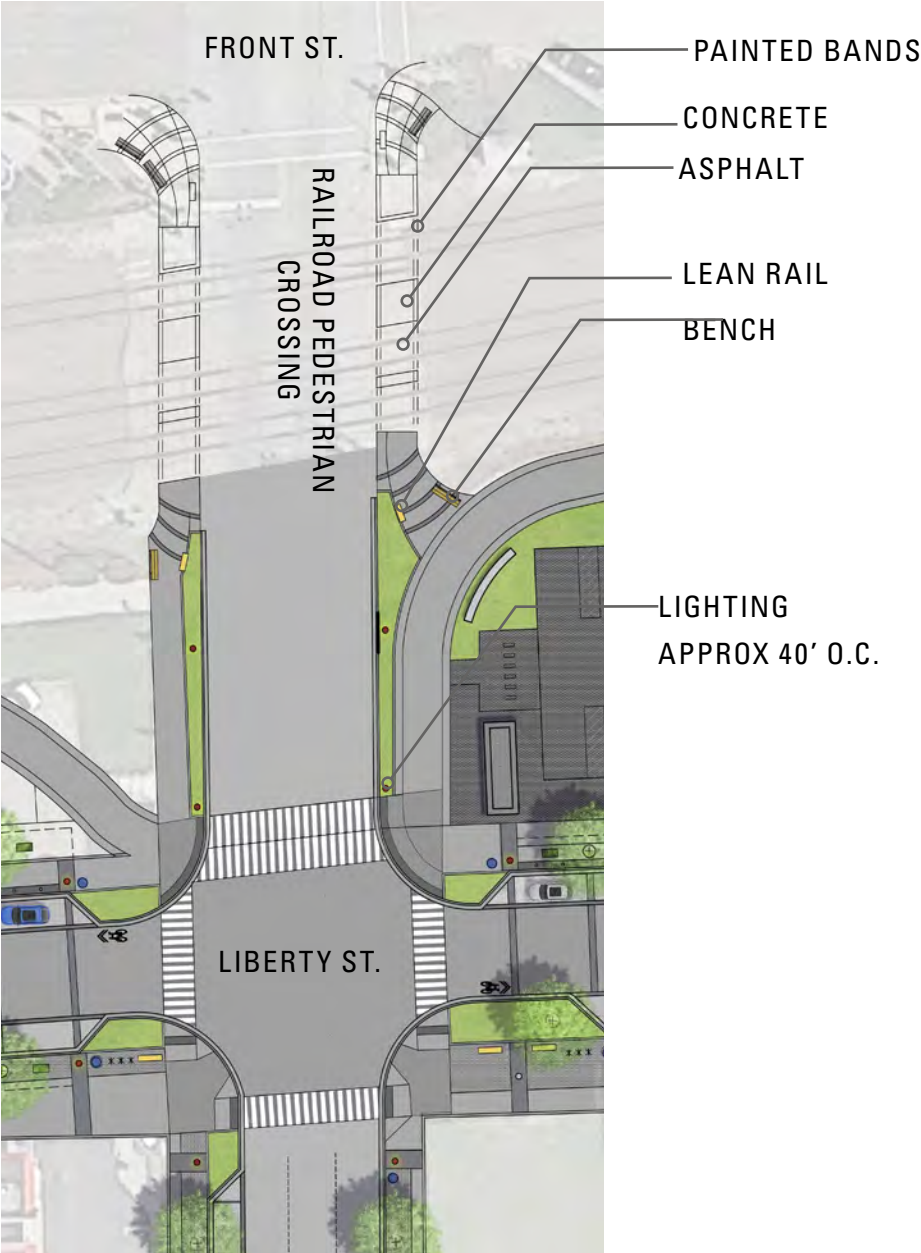 FRONT ST.
PAINTED BANDS
CONCRETE
ASPHALT
RAILROAD PEDESTRIAN
CROSSING
LEAN RAIL
BENCH
LIGHTING
APPROX 40' O.C.
LIBERTY ST.